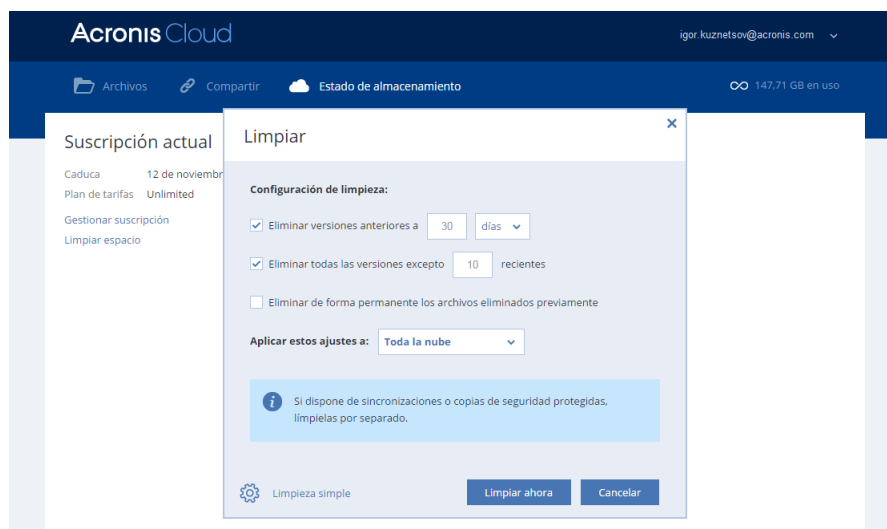 Acronis Cloud
igor.kuznetsov@acronis.com
Archivos
Compartir
Estado de almacenamiento
147,71 GB en uso
Suscripción actual
Caduca 12 de noviembr
Plan de tarifas Unlimited
Gestionar suscripción
Limpiar espacio
Limpiar
Configuración de limpieza:
Eliminar versiones anteriores a 30 días
Eliminar todas las versiones excepto 10 recientes
Eliminar de forma permanente los archivos eliminados previamente
Aplicar estos ajustes a: Toda la nube
Si dispone de sincronizaciones o copias de seguridad protegidas,
límpielas por separado.
Limpieza simple
Limpiar ahora
Cancelar